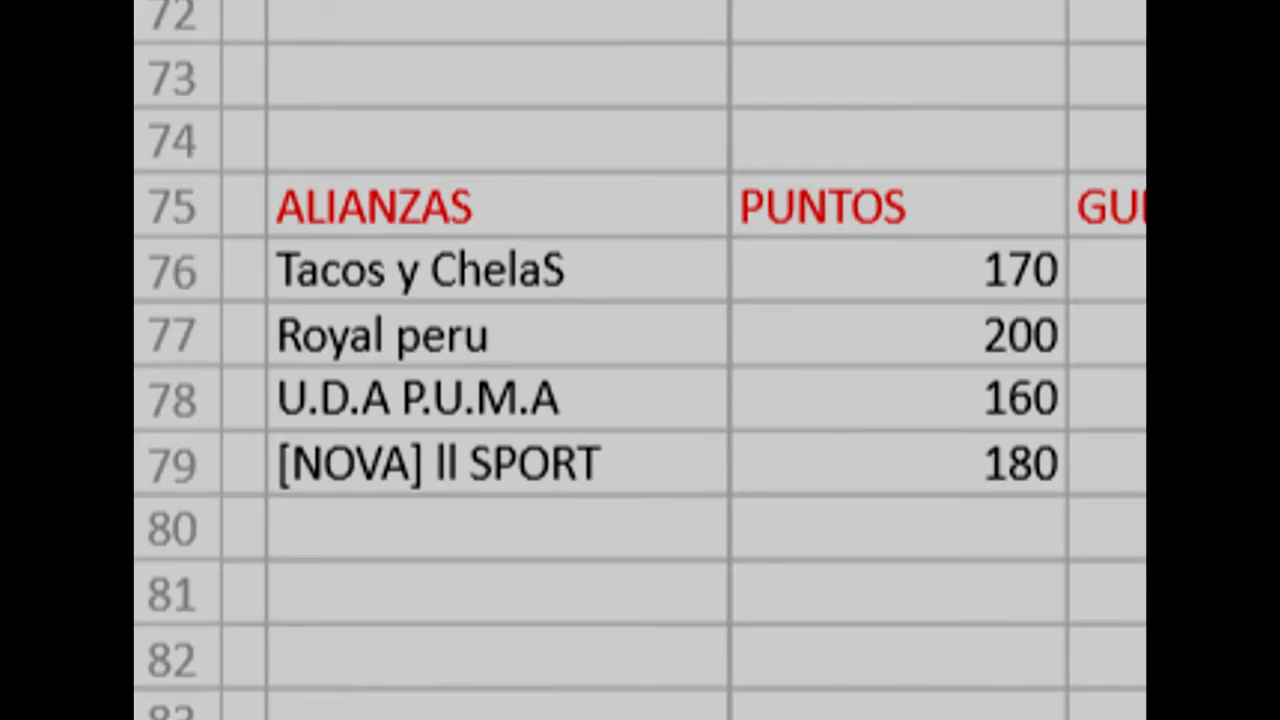 72
73
74
75 ALIANZAS PUNTOS
76 Tacos y ChelaS 170
77 Royal peru 200
78 U.D.A P.U.M.A 160
79 [NOVA] ll SPORT 180
80
81
82
83